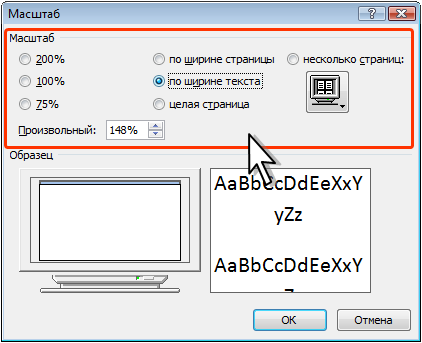 Масштаб
Масштаб
200% по ширине страницы несколько страниц:
100% по ширине текста
75% целая страница
Произвольный: 148%
Образец
AaBbCcDdEeXxY
yZz
AaBbCcDdEeXxY
OK Отмена